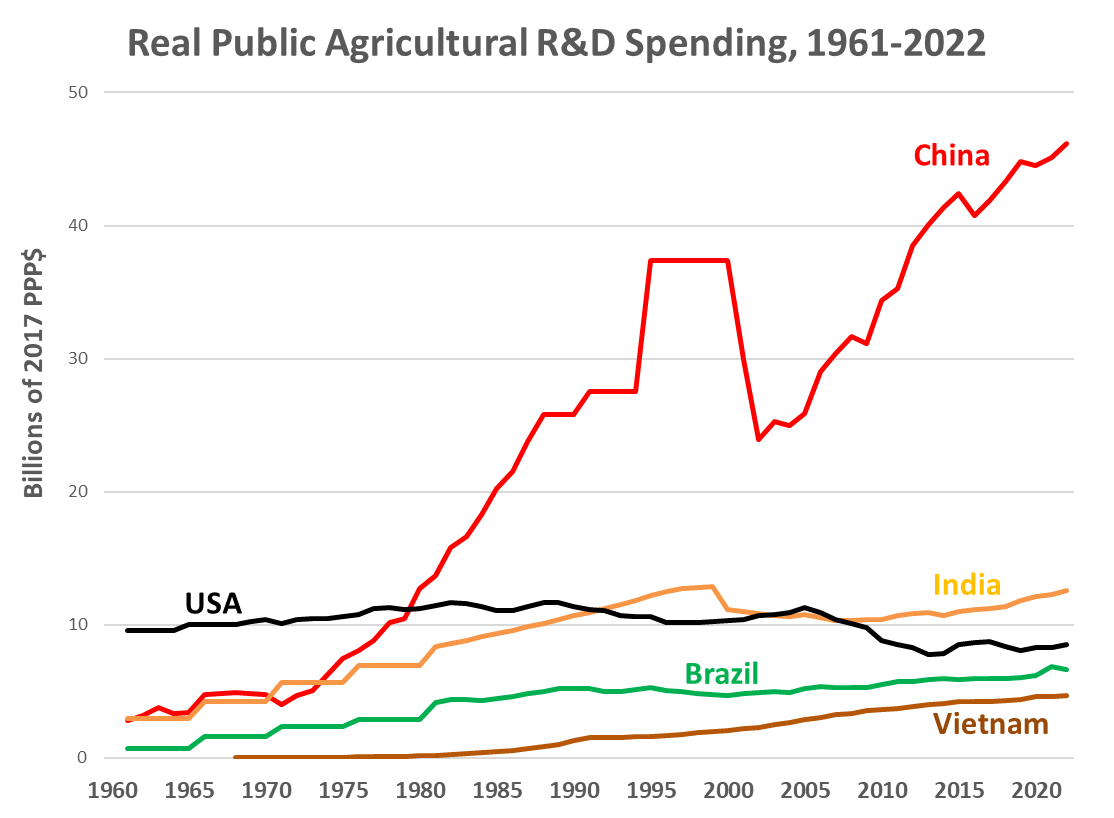 Real Public Agricultural R&D Spending, 1961-2022
Billions of 2017 PPP$
50
40
30
20
10
0
China
USA
India
Brazil
Vietnam
1960 1965 1970 1975 1980 1985 1990 1995 2000 2005 2010 2015 2020